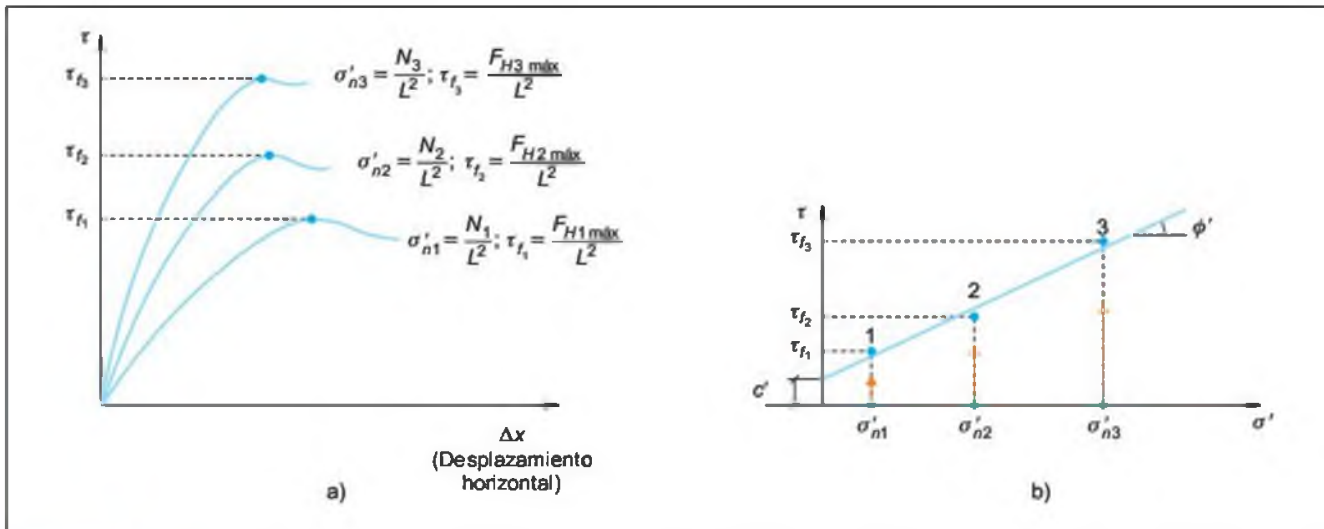 τ
τf₃
σ′n3 = N₃/L²; τf₃ = FH3 máx/L²
τf₂
σ′n2 = N₂/L²; τf₂ = FH2 máx/L²
τf₁
σ′n1 = N₁/L²; τf₁ = FH1 máx/L²
Δx
(Desplazamiento
horizontal)
a)
τ
τf₃
3
ϕ′
τf₂
2
τf₁
1
c′
σ′n1 σ′n2 σ′n3 σ′
b)